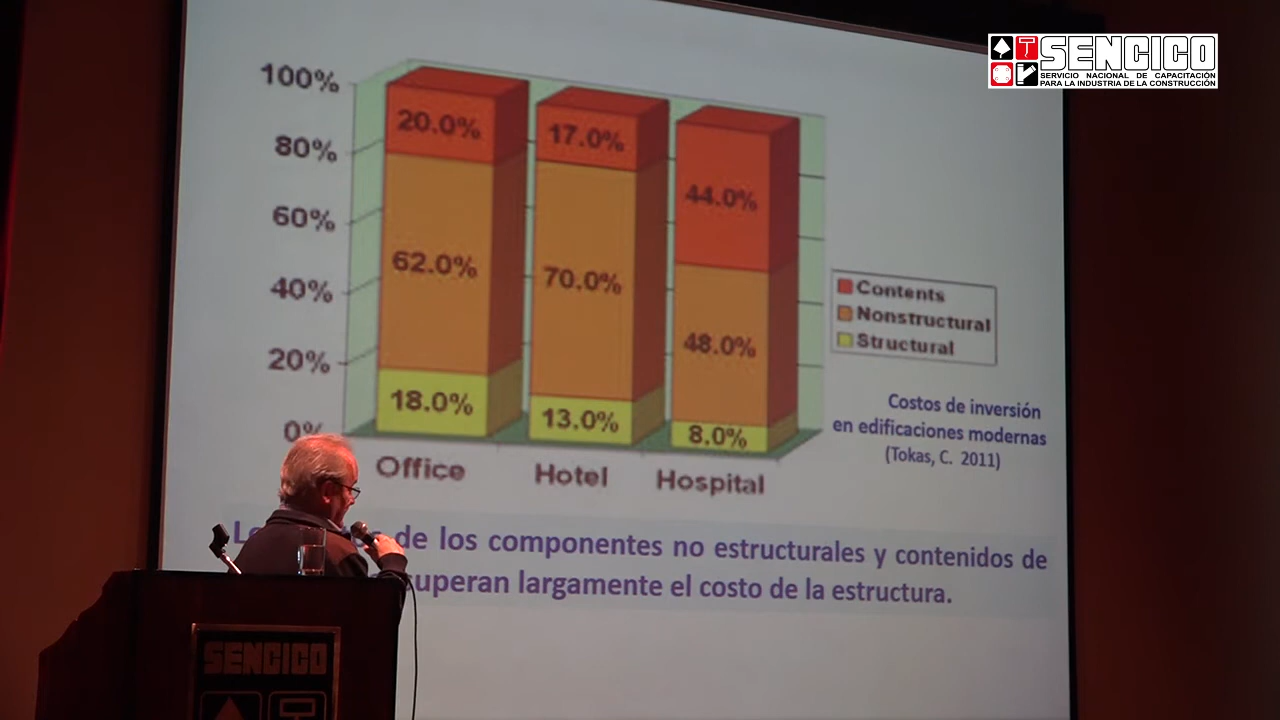 SENCICO
SERVICIO NACIONAL DE CAPACITACIÓN
PARA LA INDUSTRIA DE LA CONSTRUCCIÓN
100%
80%
60%
40%
20%
0%
20.0%
17.0%
44.0%
62.0%
70.0%
48.0%
18.0%
13.0%
8.0%
Office
Hotel
Hospital
Contents
Nonstructural
Structural
Costos de inversión
en edificaciones modernas
(Tokas, C. 2011)
de los componentes no estructurales y contenidos de
largamente el costo de la estructura.
SENCICO